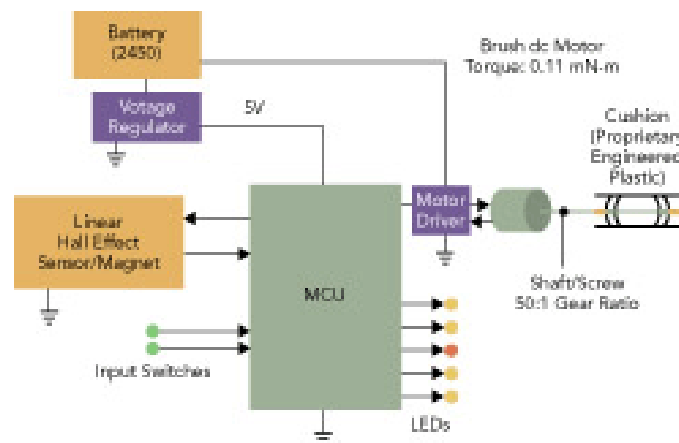 Battery
(2450)
Votage
Regulator
5V
Brush dc Motor
Torque: 0.11 mN-m
Cushion
(Proprietary
Engineered
Plastic)
Motor
Driver
Linear
Hall Effect
Sensor/Magnet
MCU
Shaft/Screw
50:1 Gear Ratio
Input Switches
LEDs